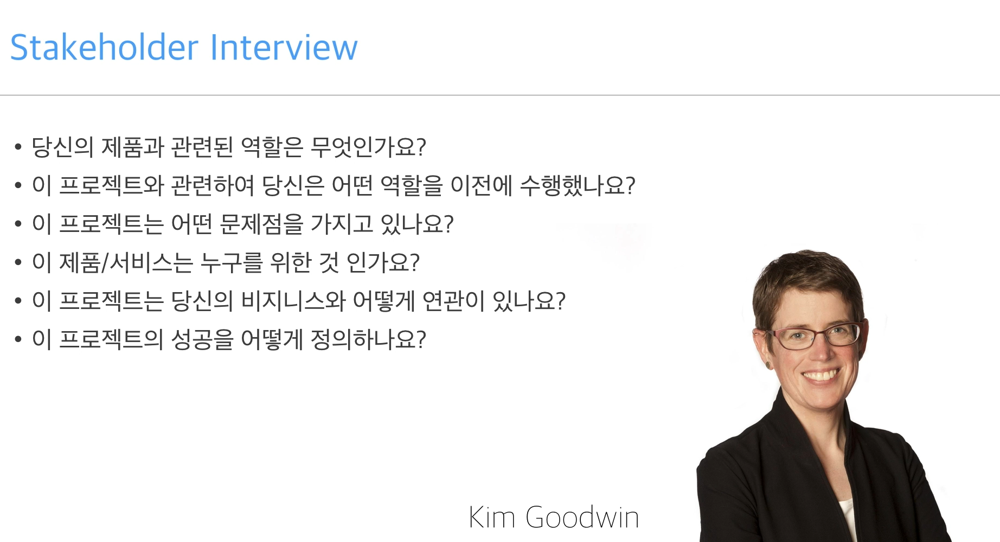 Stakeholder Interview
• 당신의 제품과 관련된 역할은 무엇인가요?
• 이 프로젝트와 관련하여 당신은 어떤 역할을 이전에 수행했나요?
• 이 프로젝트는 어떤 문제점을 가지고 있나요?
• 이 제품/서비스는 누구를 위한 것 인가요?
• 이 프로젝트는 당신의 비지니스와 어떻게 연관이 있나요?
• 이 프로젝트의 성공을 어떻게 정의하나요?
Kim Goodwin